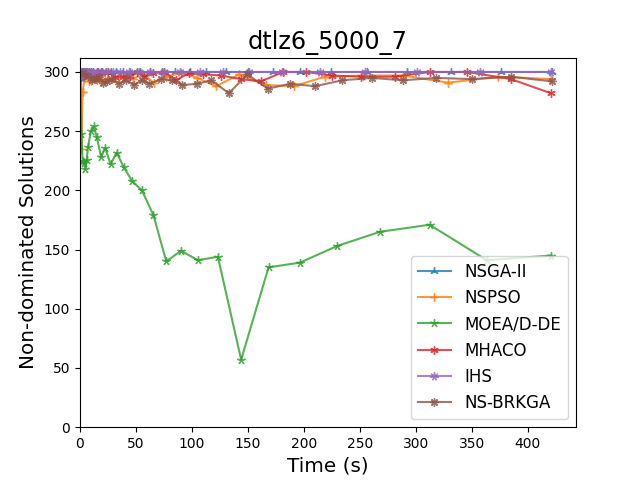 dtlz6_5000_7
Non-dominated Solutions
300
250
200
150
100
50
0
NSGA-II
NSPSO
MOEA/D-DE
MHACO
IHS
NS-BRKGA
0 50 100 150 200 250 300 350 400
Time (s)